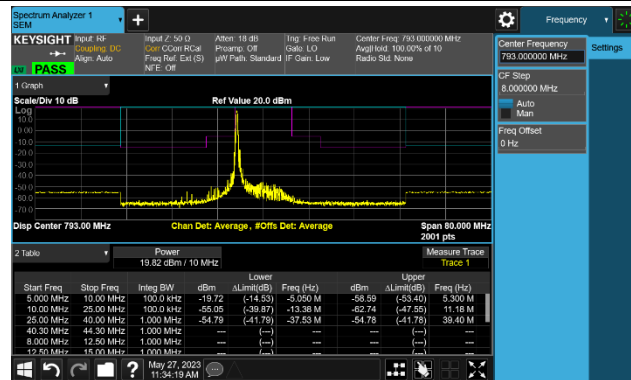 Spectrum Analyzer 1
SEM
Frequency
KEYSIGHT
Input: RF
Coupling: DC
Align: Auto
Input Z: 50 Ω
Corr CCorr RCal
Freq Ref: Ext (S)
NFE: Off
Atten: 18 dB
Preamp: Off
µW Path: Standard
Trig: Free Run
Gate: LO
IF Gain: Low
Center Freq: 793.000000 MHz
Avg|Hold: 100.00% of 10
Radio Std: None
PASS
Center Frequency
793.000000 MHz
Settings
CF Step
8.000000 MHz
Auto
Man
Freq Offset
0 Hz
1 Graph
Scale/Div 10 dB
Ref Value 20.0 dBm
Log
10.0
0.00
-10.0
-20.0
-30.0
-40.0
-50.0
-60.0
-70.0
Disp Center 793.00 MHz
Chan Det: Average, #Offs Det: Average
Span 80.000 MHz
2001 pts
2 Table
Power
19.82 dBm / 10 MHz
Measure Trace
Trace 1
Lower Upper
Start Freq Stop Freq Integ BW dBm ΔLimit(dB) Freq (Hz) dBm ΔLimit(dB) Freq (Hz)
5.000 MHz 10.00 MHz 100.0 kHz -19.72 (-14.53) -5.050 M -58.59 (-53.40) 5.300 M
10.00 MHz 25.00 MHz 100.0 kHz -55.05 (-39.87) -13.38 M -62.74 (-47.55) 11.18 M
25.00 MHz 40.00 MHz 1.000 MHz -54.79 (-41.79) -37.53 M -54.78 (-41.78) 39.40 M
40.30 MHz 44.30 MHz 1.000 MHz --- (---) --- --- (---) ---
8.000 MHz 12.50 MHz 1.000 MHz --- (---) --- --- (---) ---
12.50 MHz 15.00 MHz 1.000 MHz --- (---) --- --- (---) ---
May 27, 2023
11:34:19 AM